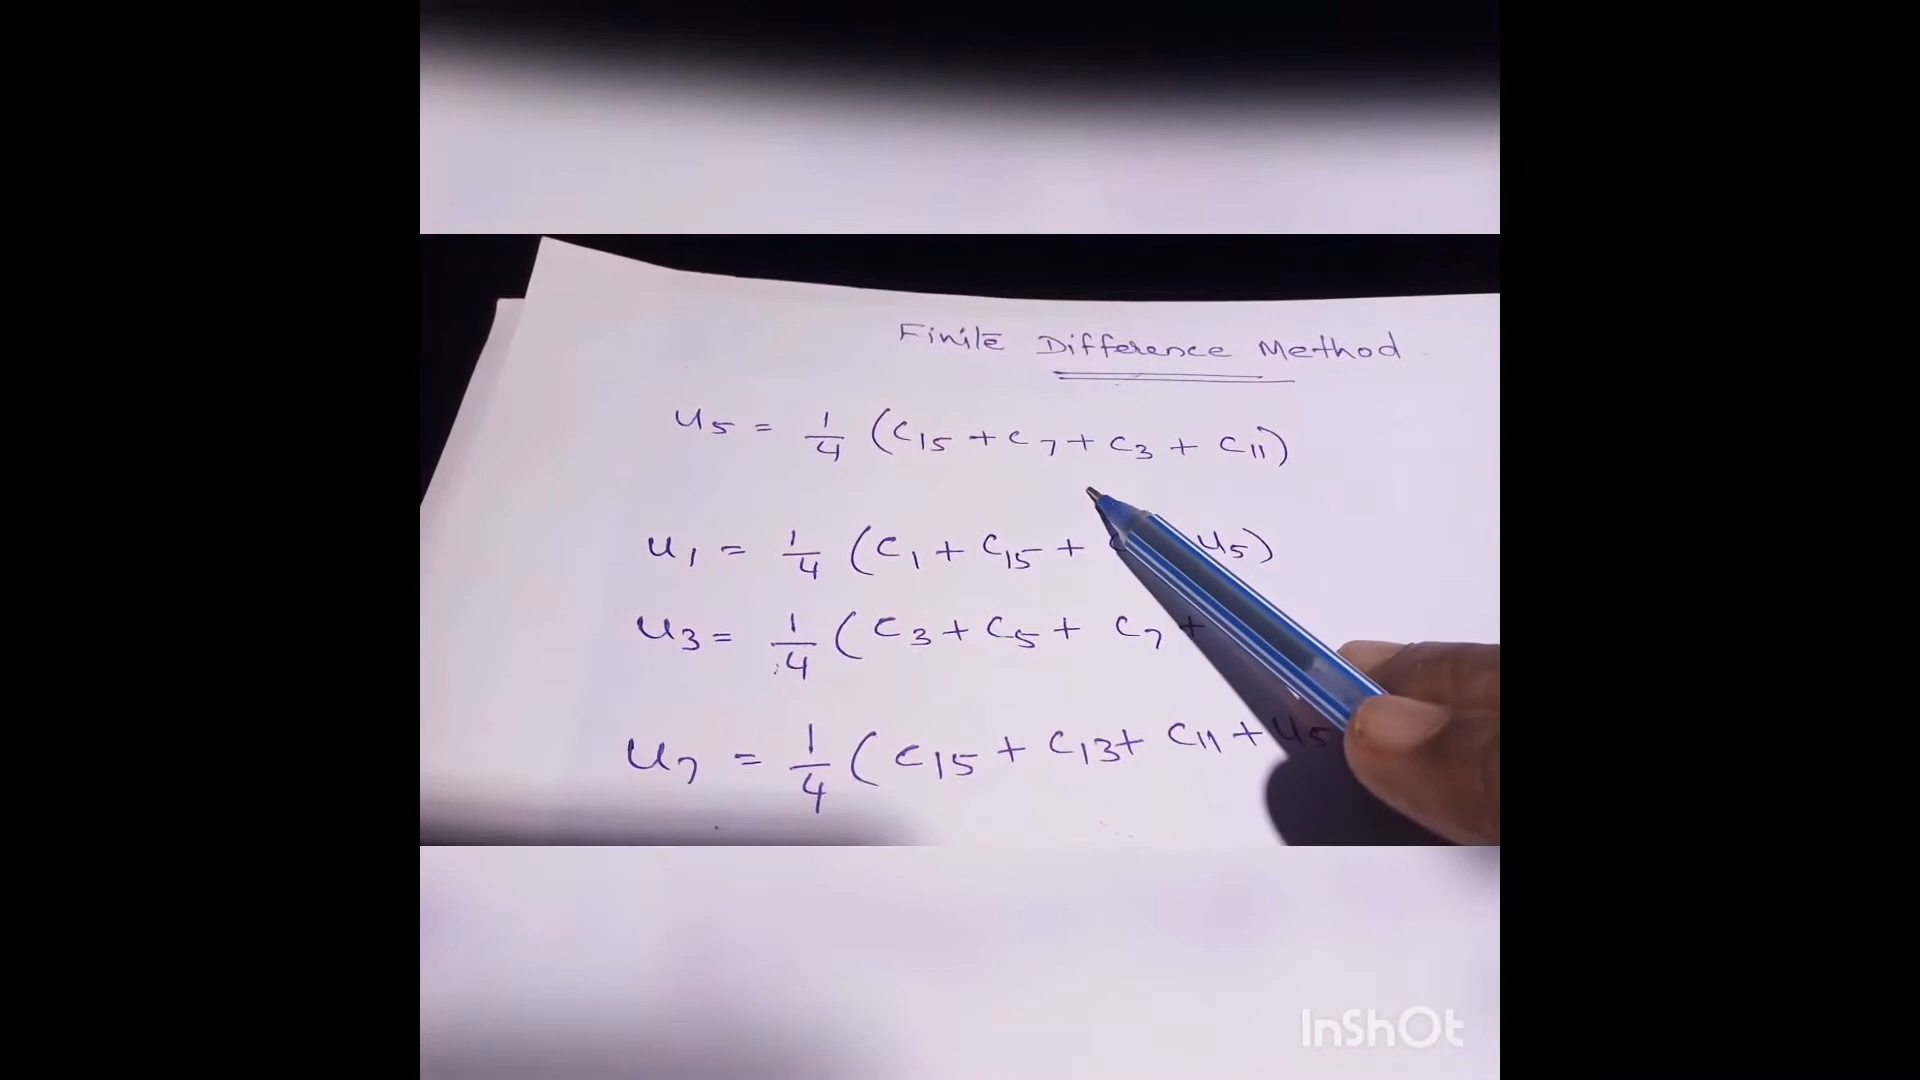 Finite Difference Method
u5 = 1/4 (c15 + c7 + c3 + c11)
u1 = 1/4 (c1 + c15 + u5)
u3 = 1/4 (c3 + c5 + c7 +
u7 = 1/4 (c15 + c13 + c11 + u5
InShOt